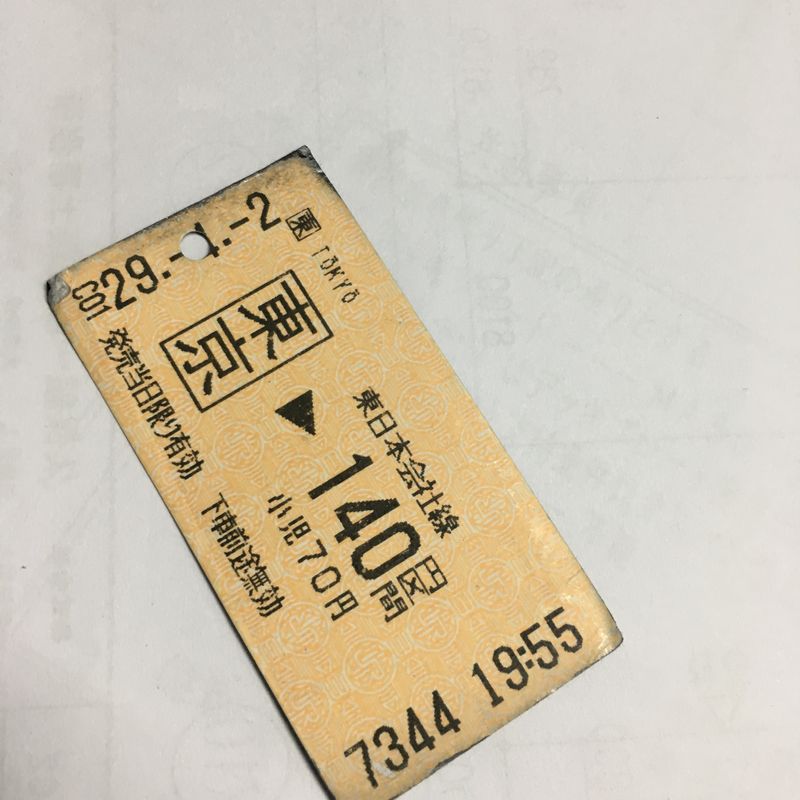 C01 29.-4.-2 東 TŌKYŌ
東京
東日本会社線
▶ 140円区間
小児70円
発売当日限り有効
下車前途無効
7344 19:55